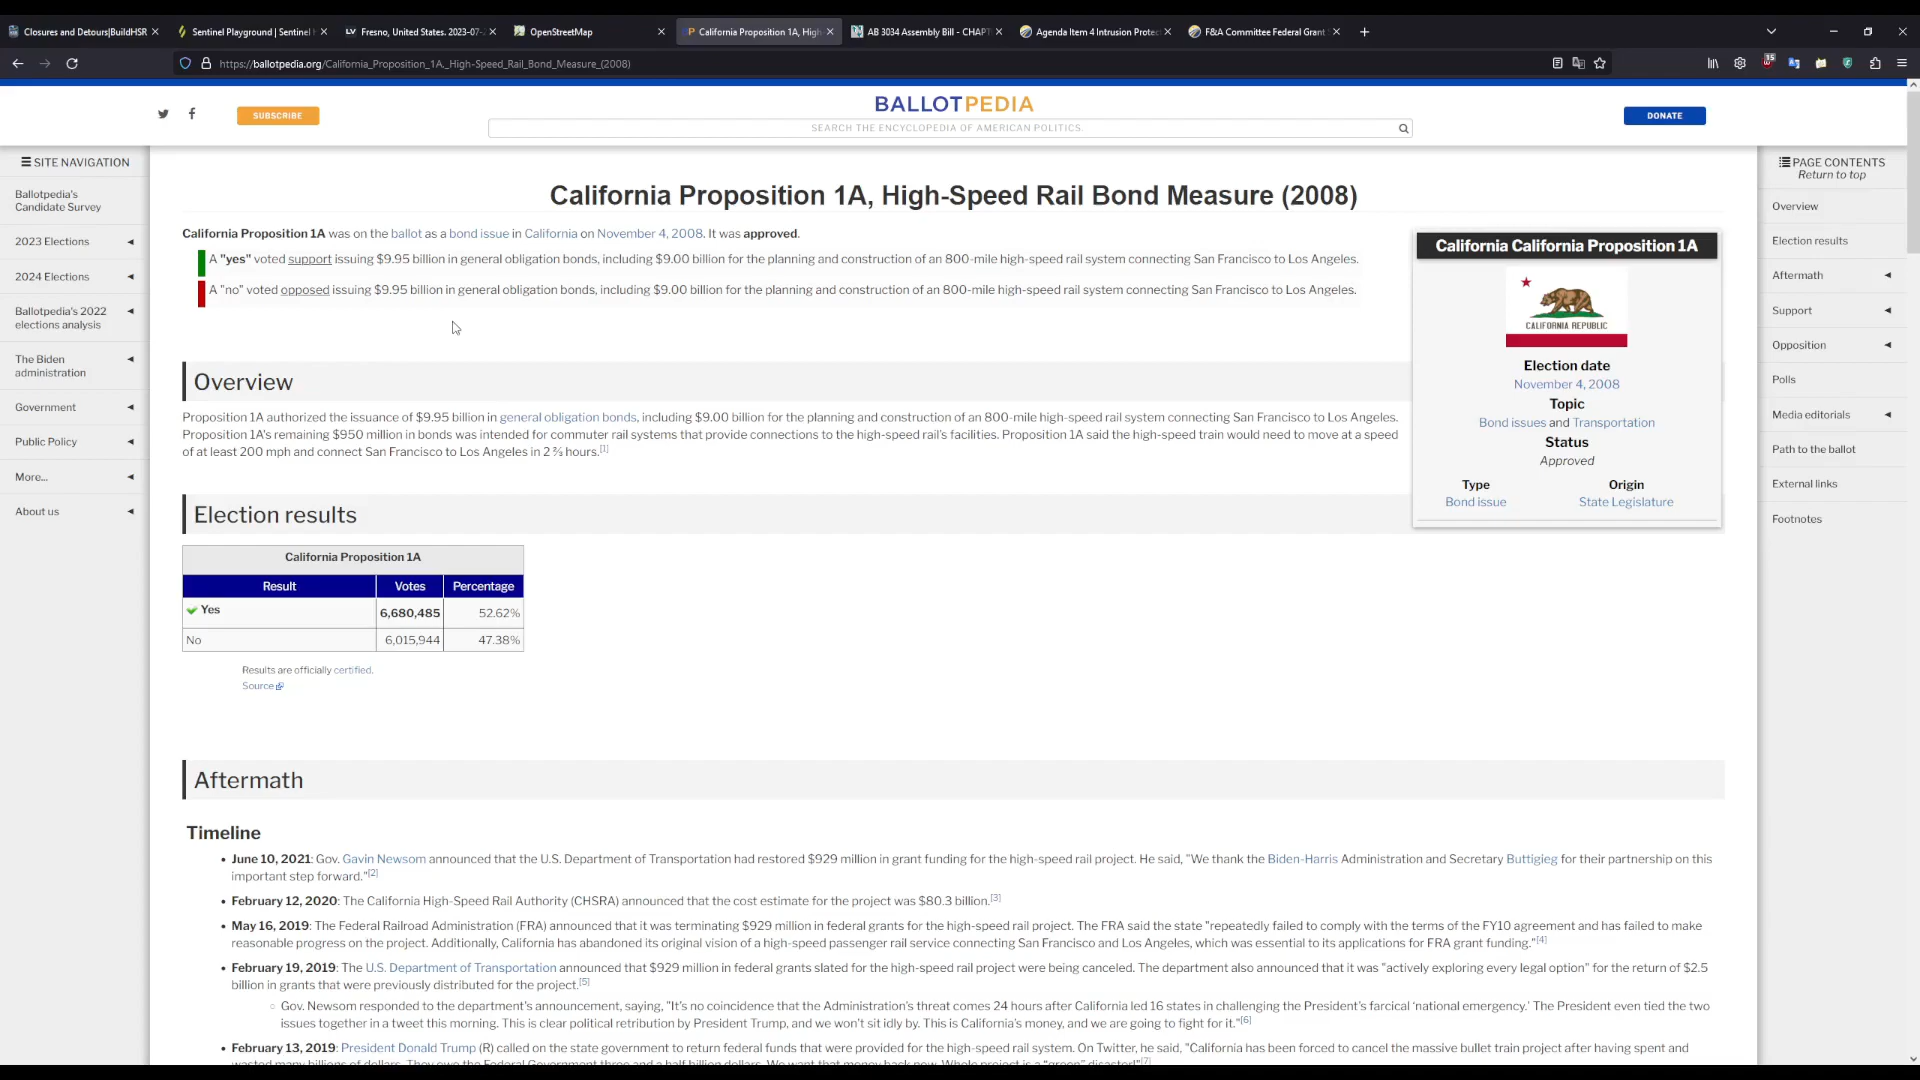 Closures and Detours|BuildHSR
Sentinel Playground | Sentinel
Fresno, United States. 2023-07-
OpenStreetMap
California Proposition 1A, High-
AB 3034 Assembly Bill - CHAPT
Agenda Item 4 Intrusion Protec
F&A Committee Federal Grant
https://ballotpedia.org/California_Proposition_1A,_High-Speed_Rail_Bond_Measure_(2008)
SUBSCRIBE
BALLOTPEDIA
SEARCH THE ENCYCLOPEDIA OF AMERICAN POLITICS
DONATE
SITE NAVIGATION
Ballotpedia's
Candidate Survey
2023 Elections
2024 Elections
Ballotpedia's 2022
elections analysis
The Biden
administration
Government
Public Policy
More...
About us
California Proposition 1A, High-Speed Rail Bond Measure (2008)
California Proposition 1A was on the ballot as a bond issue in California on November 4, 2008. It was approved.
A "yes" voted support issuing $9.95 billion in general obligation bonds, including $9.00 billion for the planning and construction of an 800-mile high-speed rail system connecting San Francisco to Los Angeles.
A "no" voted opposed issuing $9.95 billion in general obligation bonds, including $9.00 billion for the planning and construction of an 800-mile high-speed rail system connecting San Francisco to Los Angeles.
California California Proposition 1A
CALIFORNIA REPUBLIC
Election date
November 4, 2008
Topic
Bond issues and Transportation
Status
Approved
Type
Origin
Bond issue
State Legislature
Overview
Proposition 1A authorized the issuance of $9.95 billion in general obligation bonds, including $9.00 billion for the planning and construction of an 800-mile high-speed rail system connecting San Francisco to Los Angeles.
Proposition 1A's remaining $950 million in bonds was intended for commuter rail systems that provide connections to the high-speed rail's facilities. Proposition 1A said the high-speed train would need to move at a speed
of at least 200 mph and connect San Francisco to Los Angeles in 2 ⅔ hours.[1]
Election results
California Proposition 1A
Result Votes Percentage
Yes 6,680,485 52.62%
No 6,015,944 47.38%
Results are officially certified.
Source
Aftermath
Timeline
• June 10, 2021: Gov. Gavin Newsom announced that the U.S. Department of Transportation had restored $929 million in grant funding for the high-speed rail project. He said, "We thank the Biden-Harris Administration and Secretary Buttigieg for their partnership on this
important step forward."[2]
• February 12, 2020: The California High-Speed Rail Authority (CHSRA) announced that the cost estimate for the project was $80.3 billion.[3]
• May 16, 2019: The Federal Railroad Administration (FRA) announced that it was terminating $929 million in federal grants for the high-speed rail project. The FRA said the state "repeatedly failed to comply with the terms of the FY10 agreement and has failed to make
reasonable progress on the project. Additionally, California has abandoned its original vision of a high-speed passenger rail service connecting San Francisco and Los Angeles, which was essential to its applications for FRA grant funding."[4]
• February 19, 2019: The U.S. Department of Transportation announced that $929 million in federal grants slated for the high-speed rail project were being canceled. The department also announced that it was "actively exploring every legal option" for the return of $2.5
billion in grants that were previously distributed for the project.[5]
Gov. Newsom responded to the department's announcement, saying, "It's no coincidence that the Administration's threat comes 24 hours after California led 16 states in challenging the President's farcical 'national emergency.' The President even tied the two
issues together in a tweet this morning. This is clear political retribution by President Trump, and we won't sit idly by. This is California's money, and we are going to fight for it."[6]
• February 13, 2019: President Donald Trump (R) called on the state government to return federal funds that were provided for the high-speed rail system. On Twitter, he said, "California has been forced to cancel the massive bullet train project after having spent and
wasted many billions of dollars. They owe the Federal Government three and a half billion dollars. We want that money back now. Whole project is a "green" disaster!"[7]
PAGE CONTENTS
Return to top
Overview
Election results
Aftermath
Support
Opposition
Polls
Media editorials
Path to the ballot
External links
Footnotes